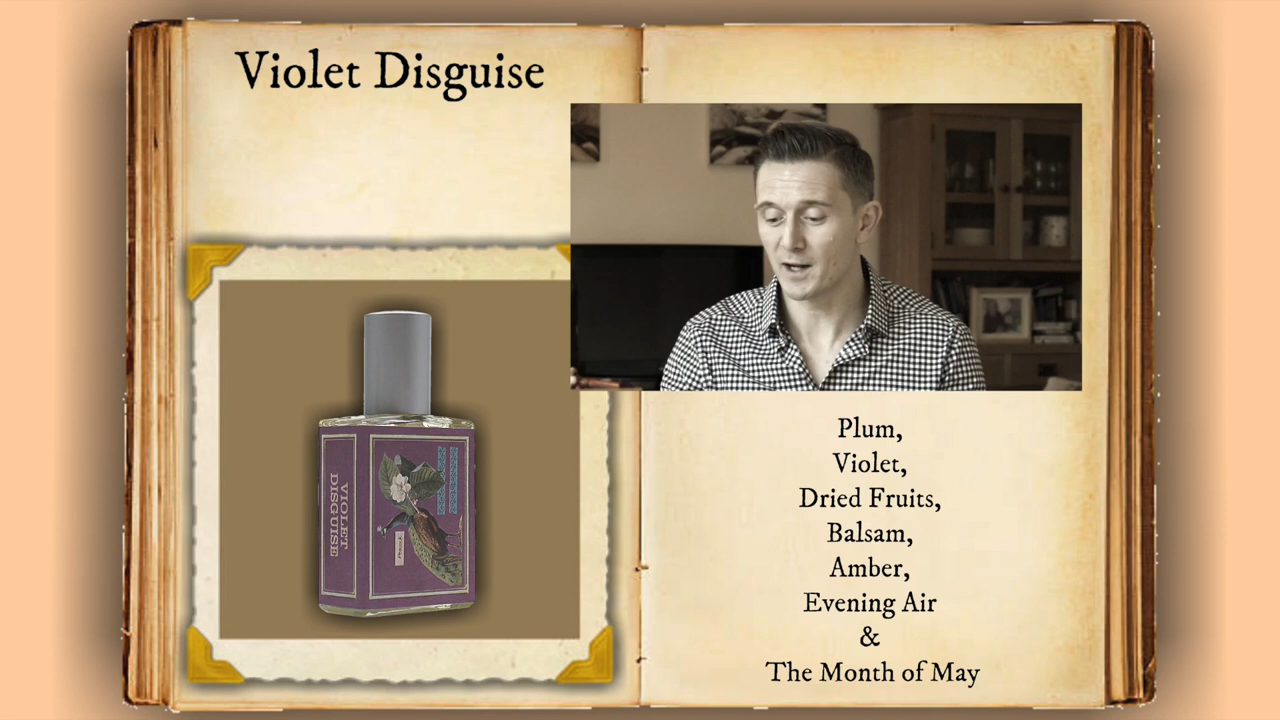 Violet Disguise
VIOLET
DISGUISE
Plum,
Violet,
Dried Fruits,
Balsam,
Amber,
Evening Air
&
The Month of May